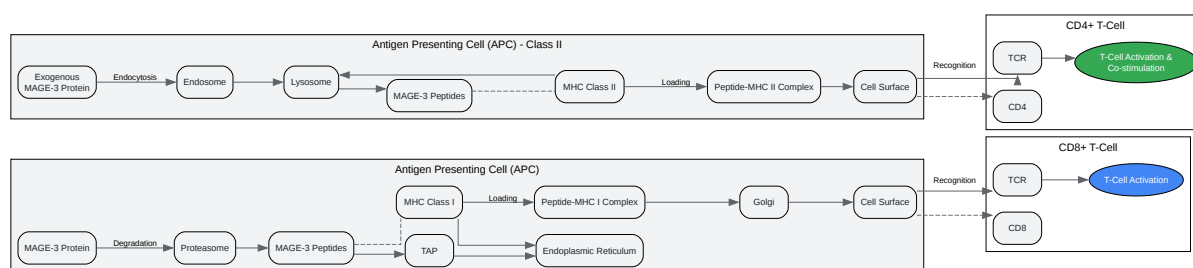 CD4+ T-Cell
Antigen Presenting Cell (APC) - Class II
Exogenous
MAGE-3 Protein
Endocytosis
Endosome
Lysosome
MAGE-3 Peptides
MHC Class II
Loading
Peptide-MHC II Complex
Cell Surface
Recognition
TCR
T-Cell Activation &
Co-stimulation
CD4
CD8+ T-Cell
Antigen Presenting Cell (APC)
MHC Class I
Loading
Peptide-MHC I Complex
Golgi
Cell Surface
Recognition
TCR
T-Cell Activation
CD8
MAGE-3 Protein
Degradation
Proteasome
MAGE-3 Peptides
TAP
Endoplasmic Reticulum